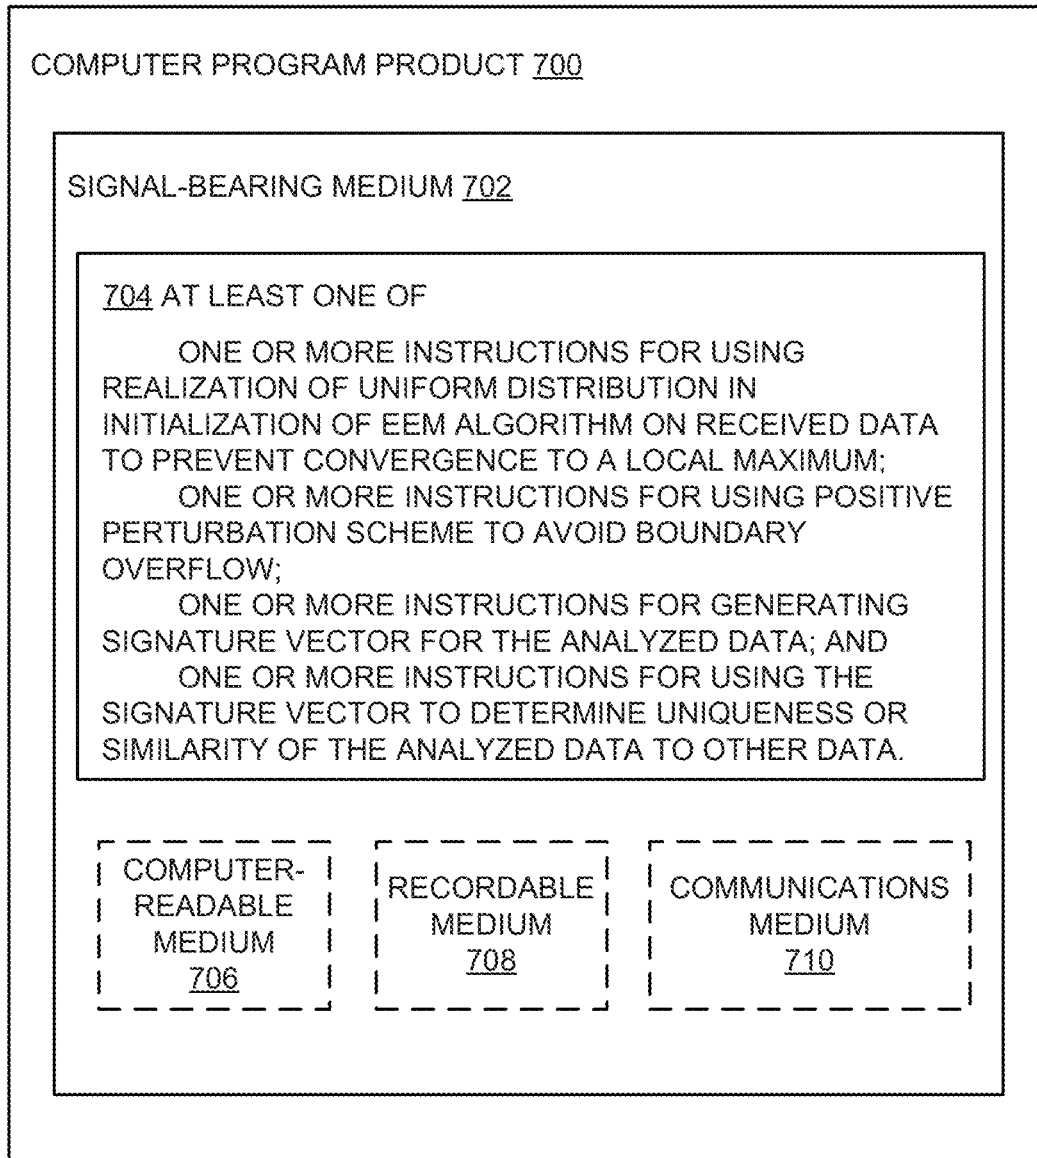 COMPUTER PROGRAM PRODUCT 700
SIGNAL-BEARING MEDIUM 702
704 AT LEAST ONE OF
ONE OR MORE INSTRUCTIONS FOR USING
REALIZATION OF UNIFORM DISTRIBUTION IN
INITIALIZATION OF EEM ALGORITHM ON RECEIVED DATA
TO PREVENT CONVERGENCE TO A LOCAL MAXIMUM;
ONE OR MORE INSTRUCTIONS FOR USING POSITIVE
PERTURBATION SCHEME TO AVOID BOUNDARY
OVERFLOW;
ONE OR MORE INSTRUCTIONS FOR GENERATING
SIGNATURE VECTOR FOR THE ANALYZED DATA; AND
ONE OR MORE INSTRUCTIONS FOR USING THE
SIGNATURE VECTOR TO DETERMINE UNIQUENESS OR
SIMILARITY OF THE ANALYZED DATA TO OTHER DATA.
COMPUTER-
READABLE
MEDIUM
706
RECORDABLE
MEDIUM
708
COMMUNICATIONS
MEDIUM
710